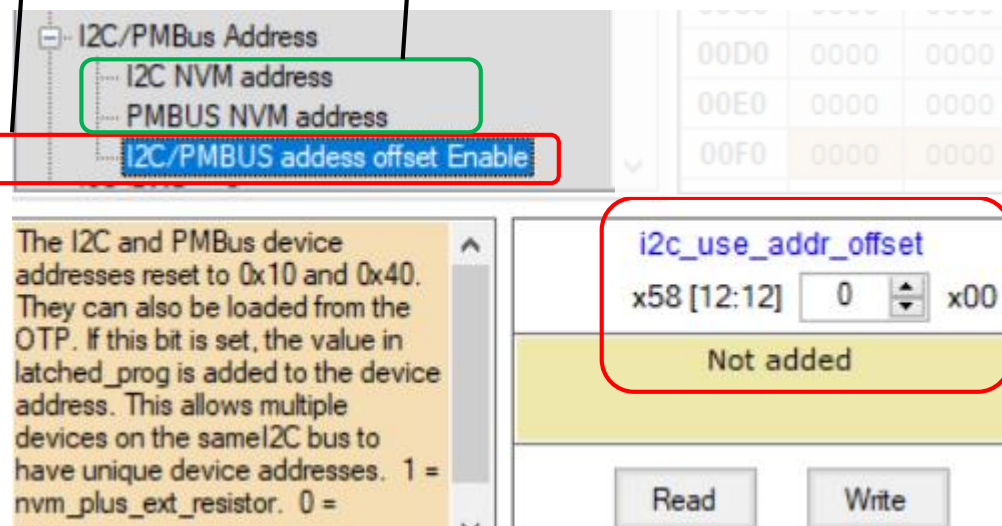 I2C/PMBus Address
I2C NVM address
PMBUS NVM address
I2C/PMBUS addess offset Enable
00D0 0000 0000
00E0 0000 0000
00F0 0000 0000
The I2C and PMBus device
addresses reset to 0x10 and 0x40.
They can also be loaded from the
OTP. If this bit is set, the value in
latched_prog is added to the device
address. This allows multiple
devices on the sameI2C bus to
have unique device addresses. 1 =
nvm_plus_ext_resistor. 0 =
i2c_use_addr_offset
x58 [12:12] 0 x00
Not added
Read Write